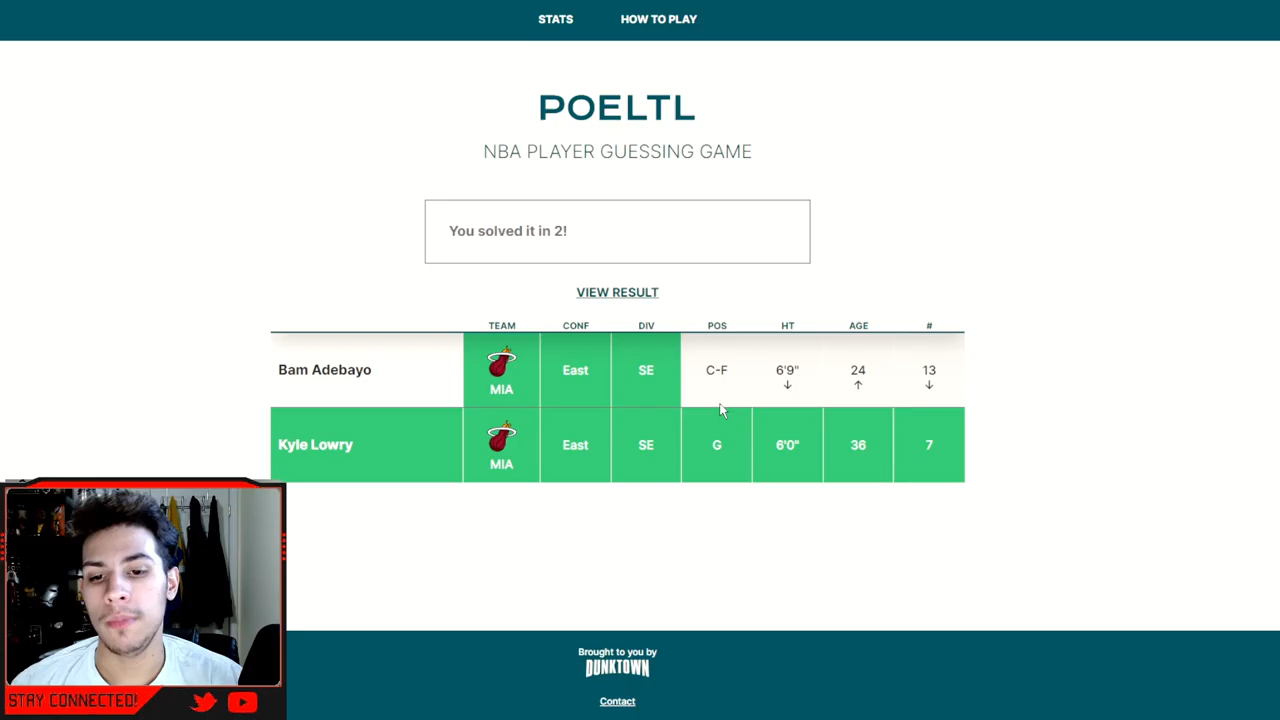 STATS HOW TO PLAY
POELTL
NBA PLAYER GUESSING GAME
You solved it in 2!
VIEW RESULT
TEAM CONF DIV POS HT AGE #
Bam Adebayo MIA East SE C-F 6'9" ↓ 24 ↑ 13 ↓
Kyle Lowry MIA East SE G 6'0" 36 7
STAY CONNECTED!
Brought to you by
DUNKTOWN
Contact